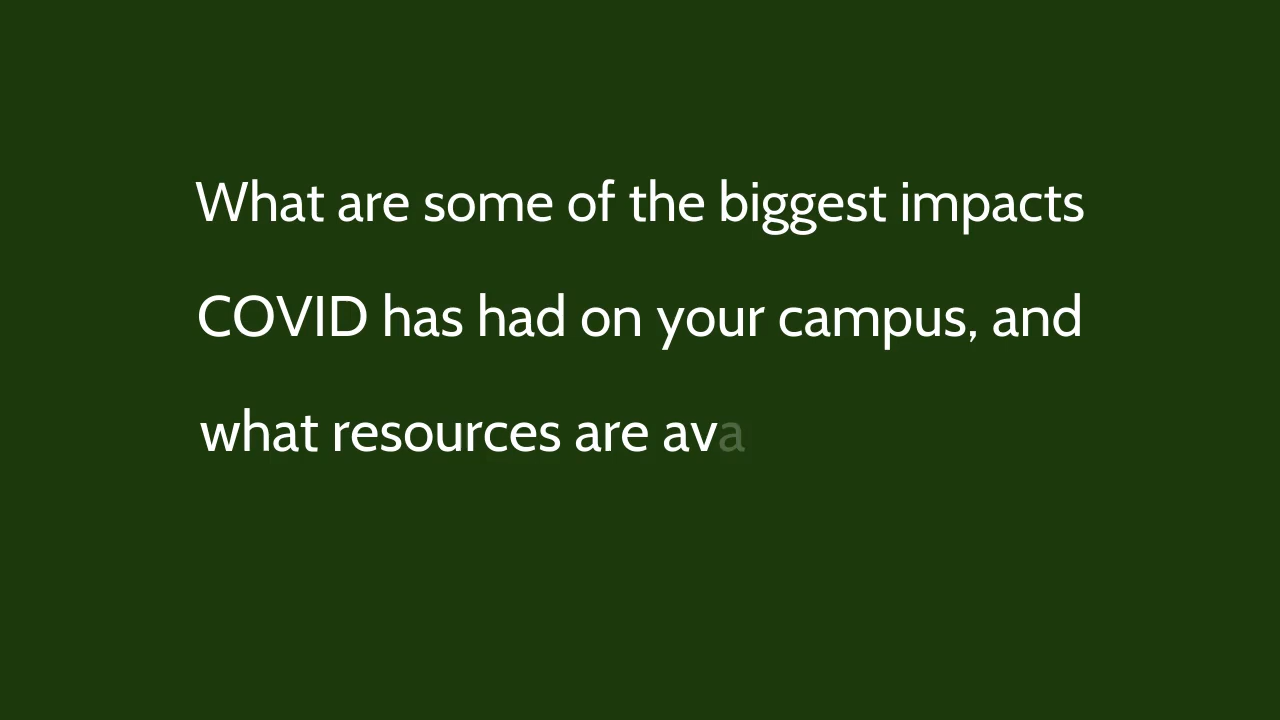 What are some of the biggest impacts
COVID has had on your campus, and
what resources are ava